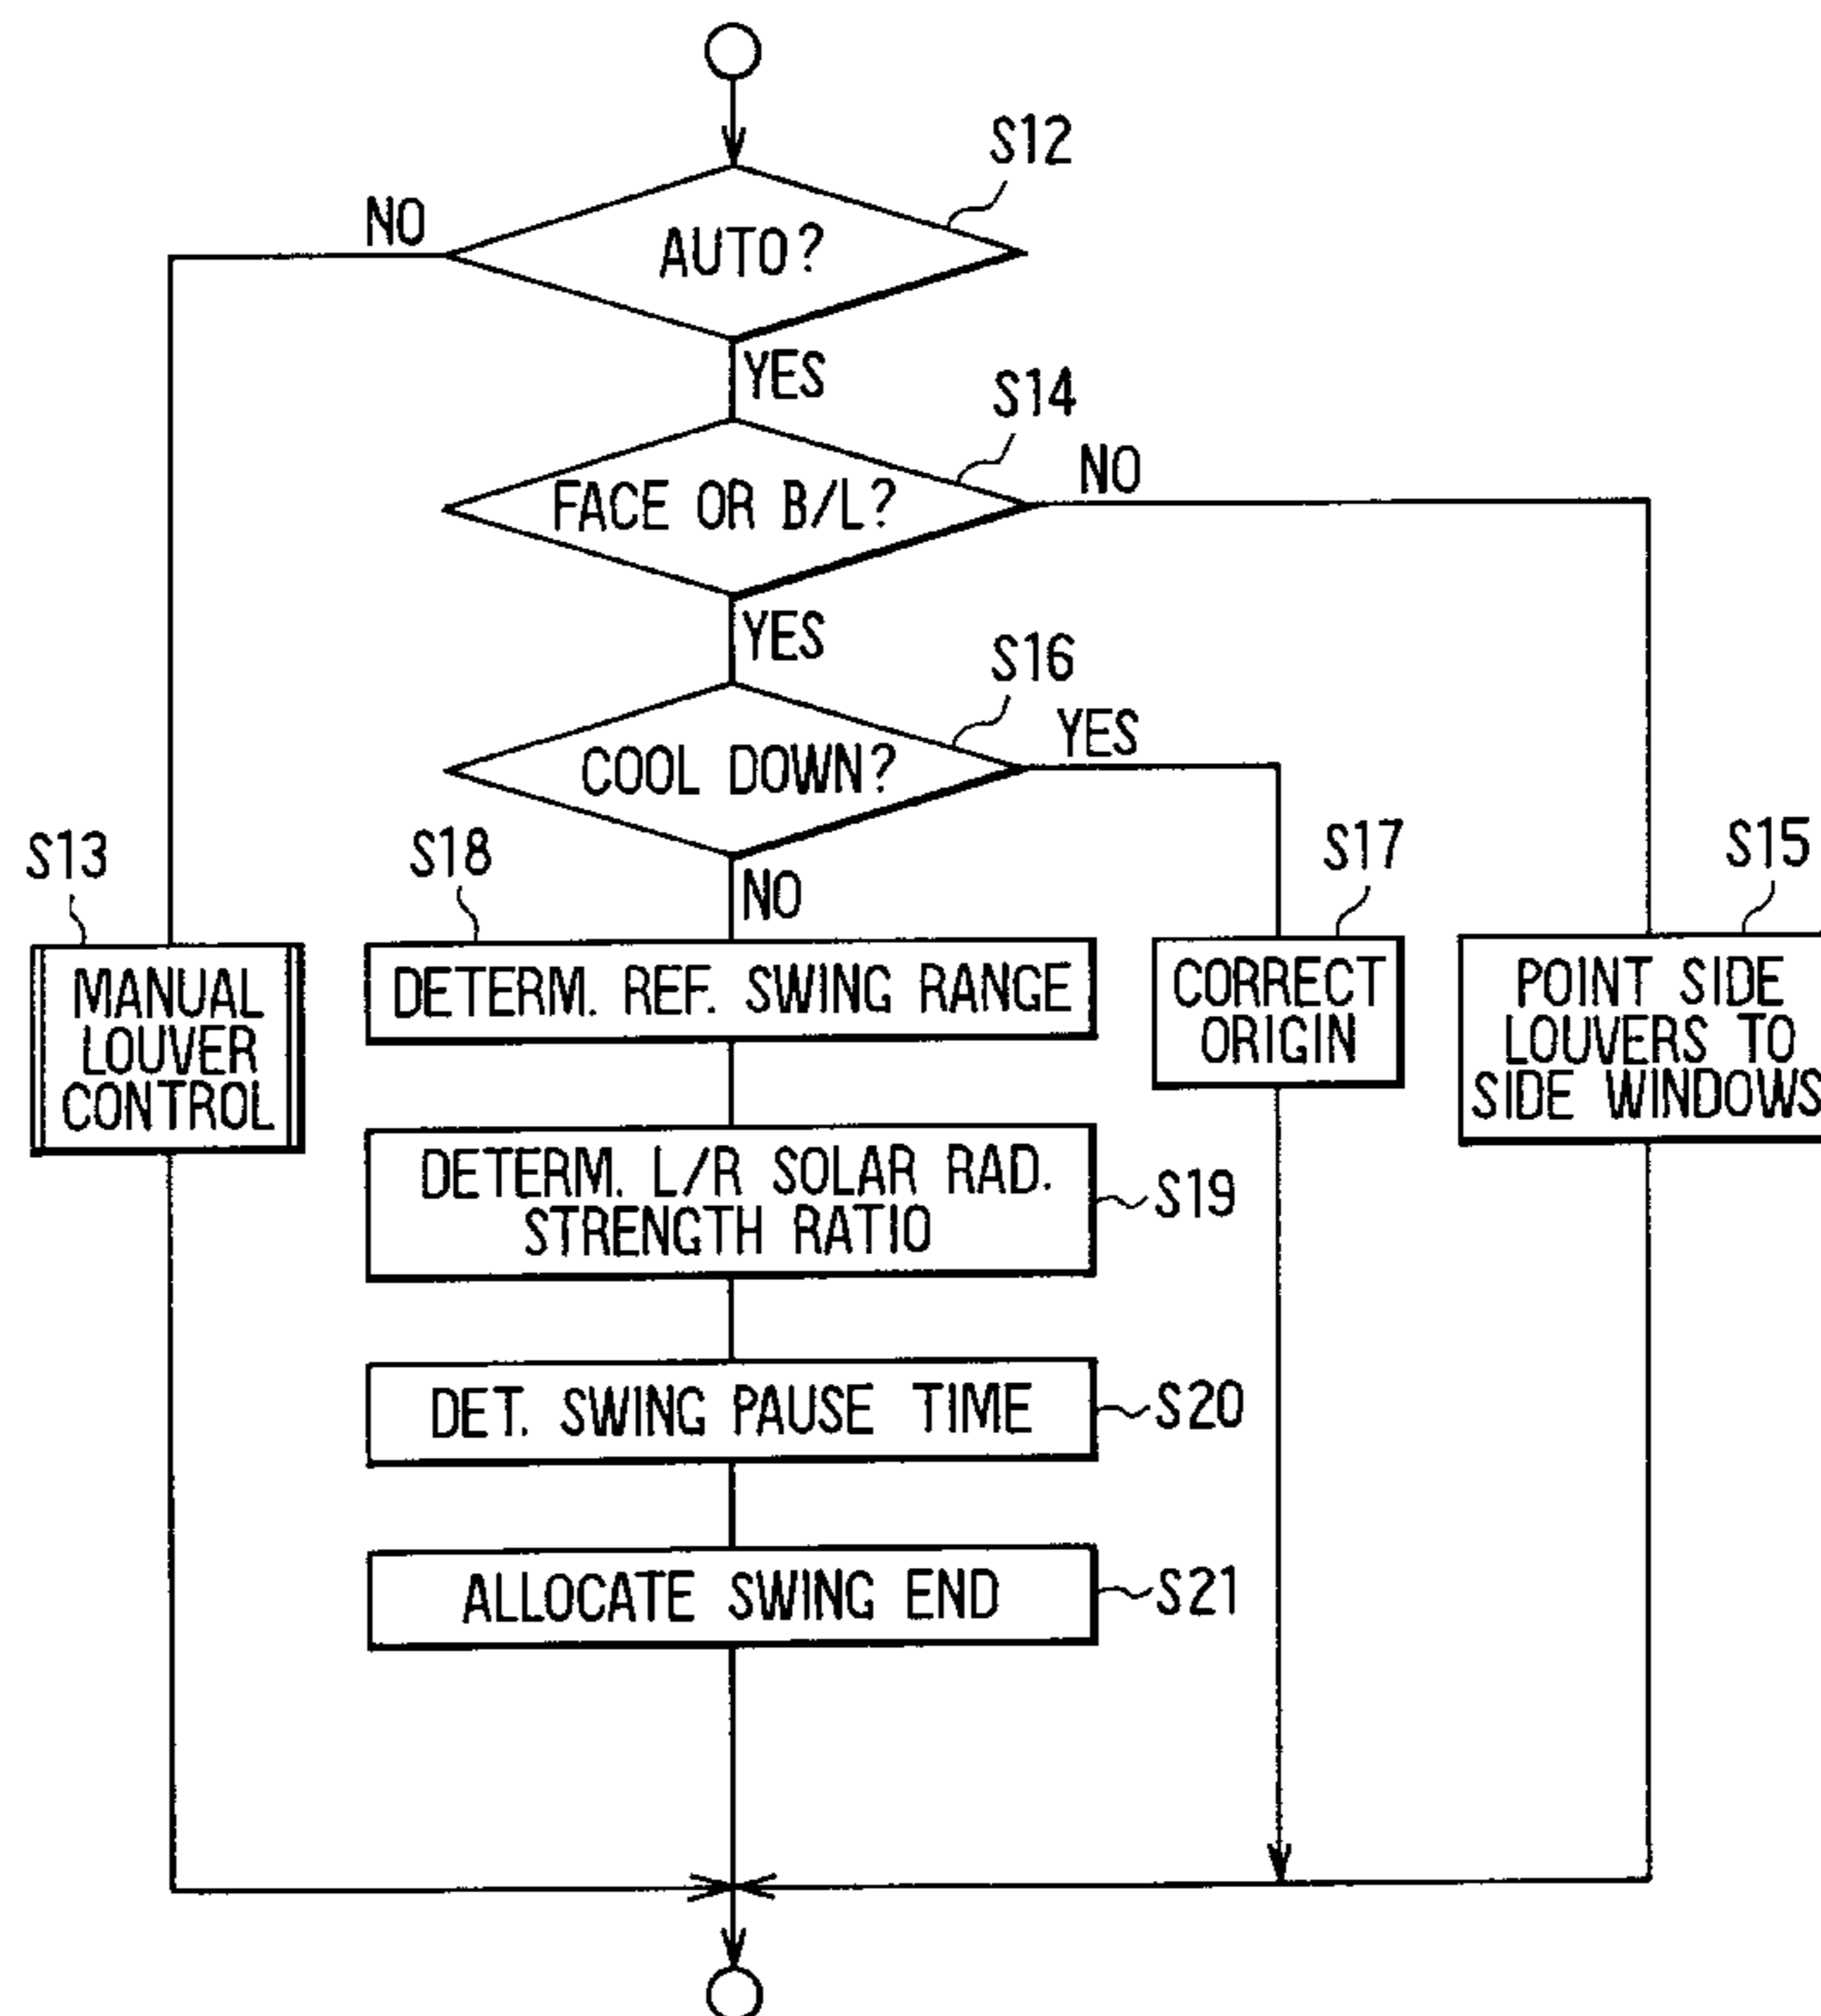 S12
NO
AUTO?
YES
S14
NO
FACE OR B/L?
YES
S16
YES
COOL DOWN?
S13
S18
NO
S17
S15
MANUAL
LOUVER
CONTROL
DETERM. REF. SWING RANGE
CORRECT
ORIGIN
POINT SIDE
LOUVERS TO
SIDE WINDOWS
DETERM. L/R SOLAR RAD.
STRENGTH RATIO
S19
DET. SWING PAUSE TIME
S20
ALLOCATE SWING END
S21